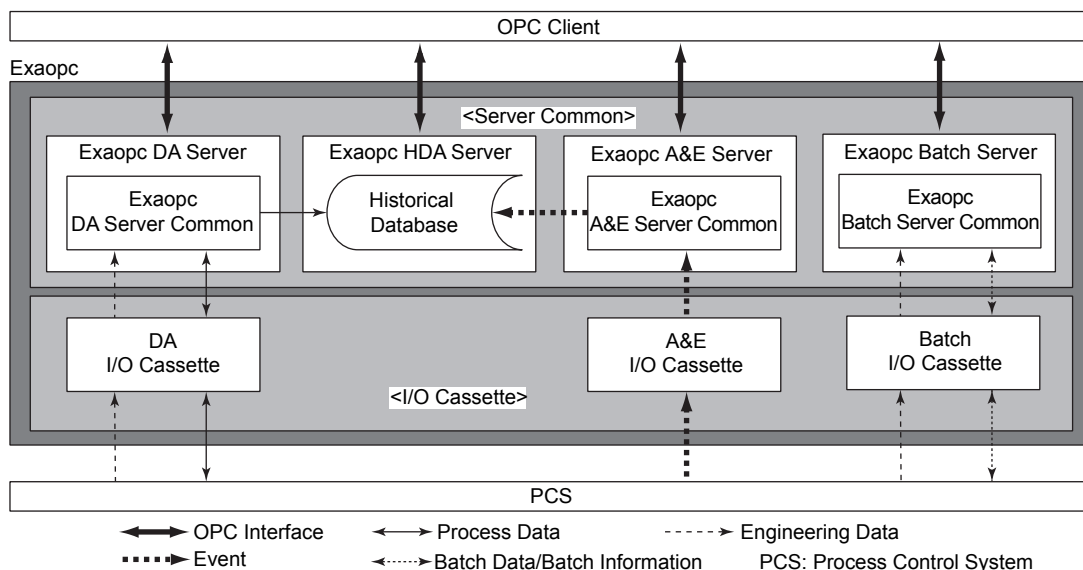 OPC Client
Exaopc
<Server Common>
Exaopc DA Server
Exaopc HDA Server
Exaopc A&E Server
Exaopc Batch Server
Exaopc
DA Server Common
Historical
Database
Exaopc
A&E Server Common
Exaopc
Batch Server Common
DA
I/O Cassette
A&E
I/O Cassette
Batch
I/O Cassette
<I/O Cassette>
PCS
OPC Interface
Process Data
Engineering Data
Event
Batch Data/Batch Information
PCS: Process Control System